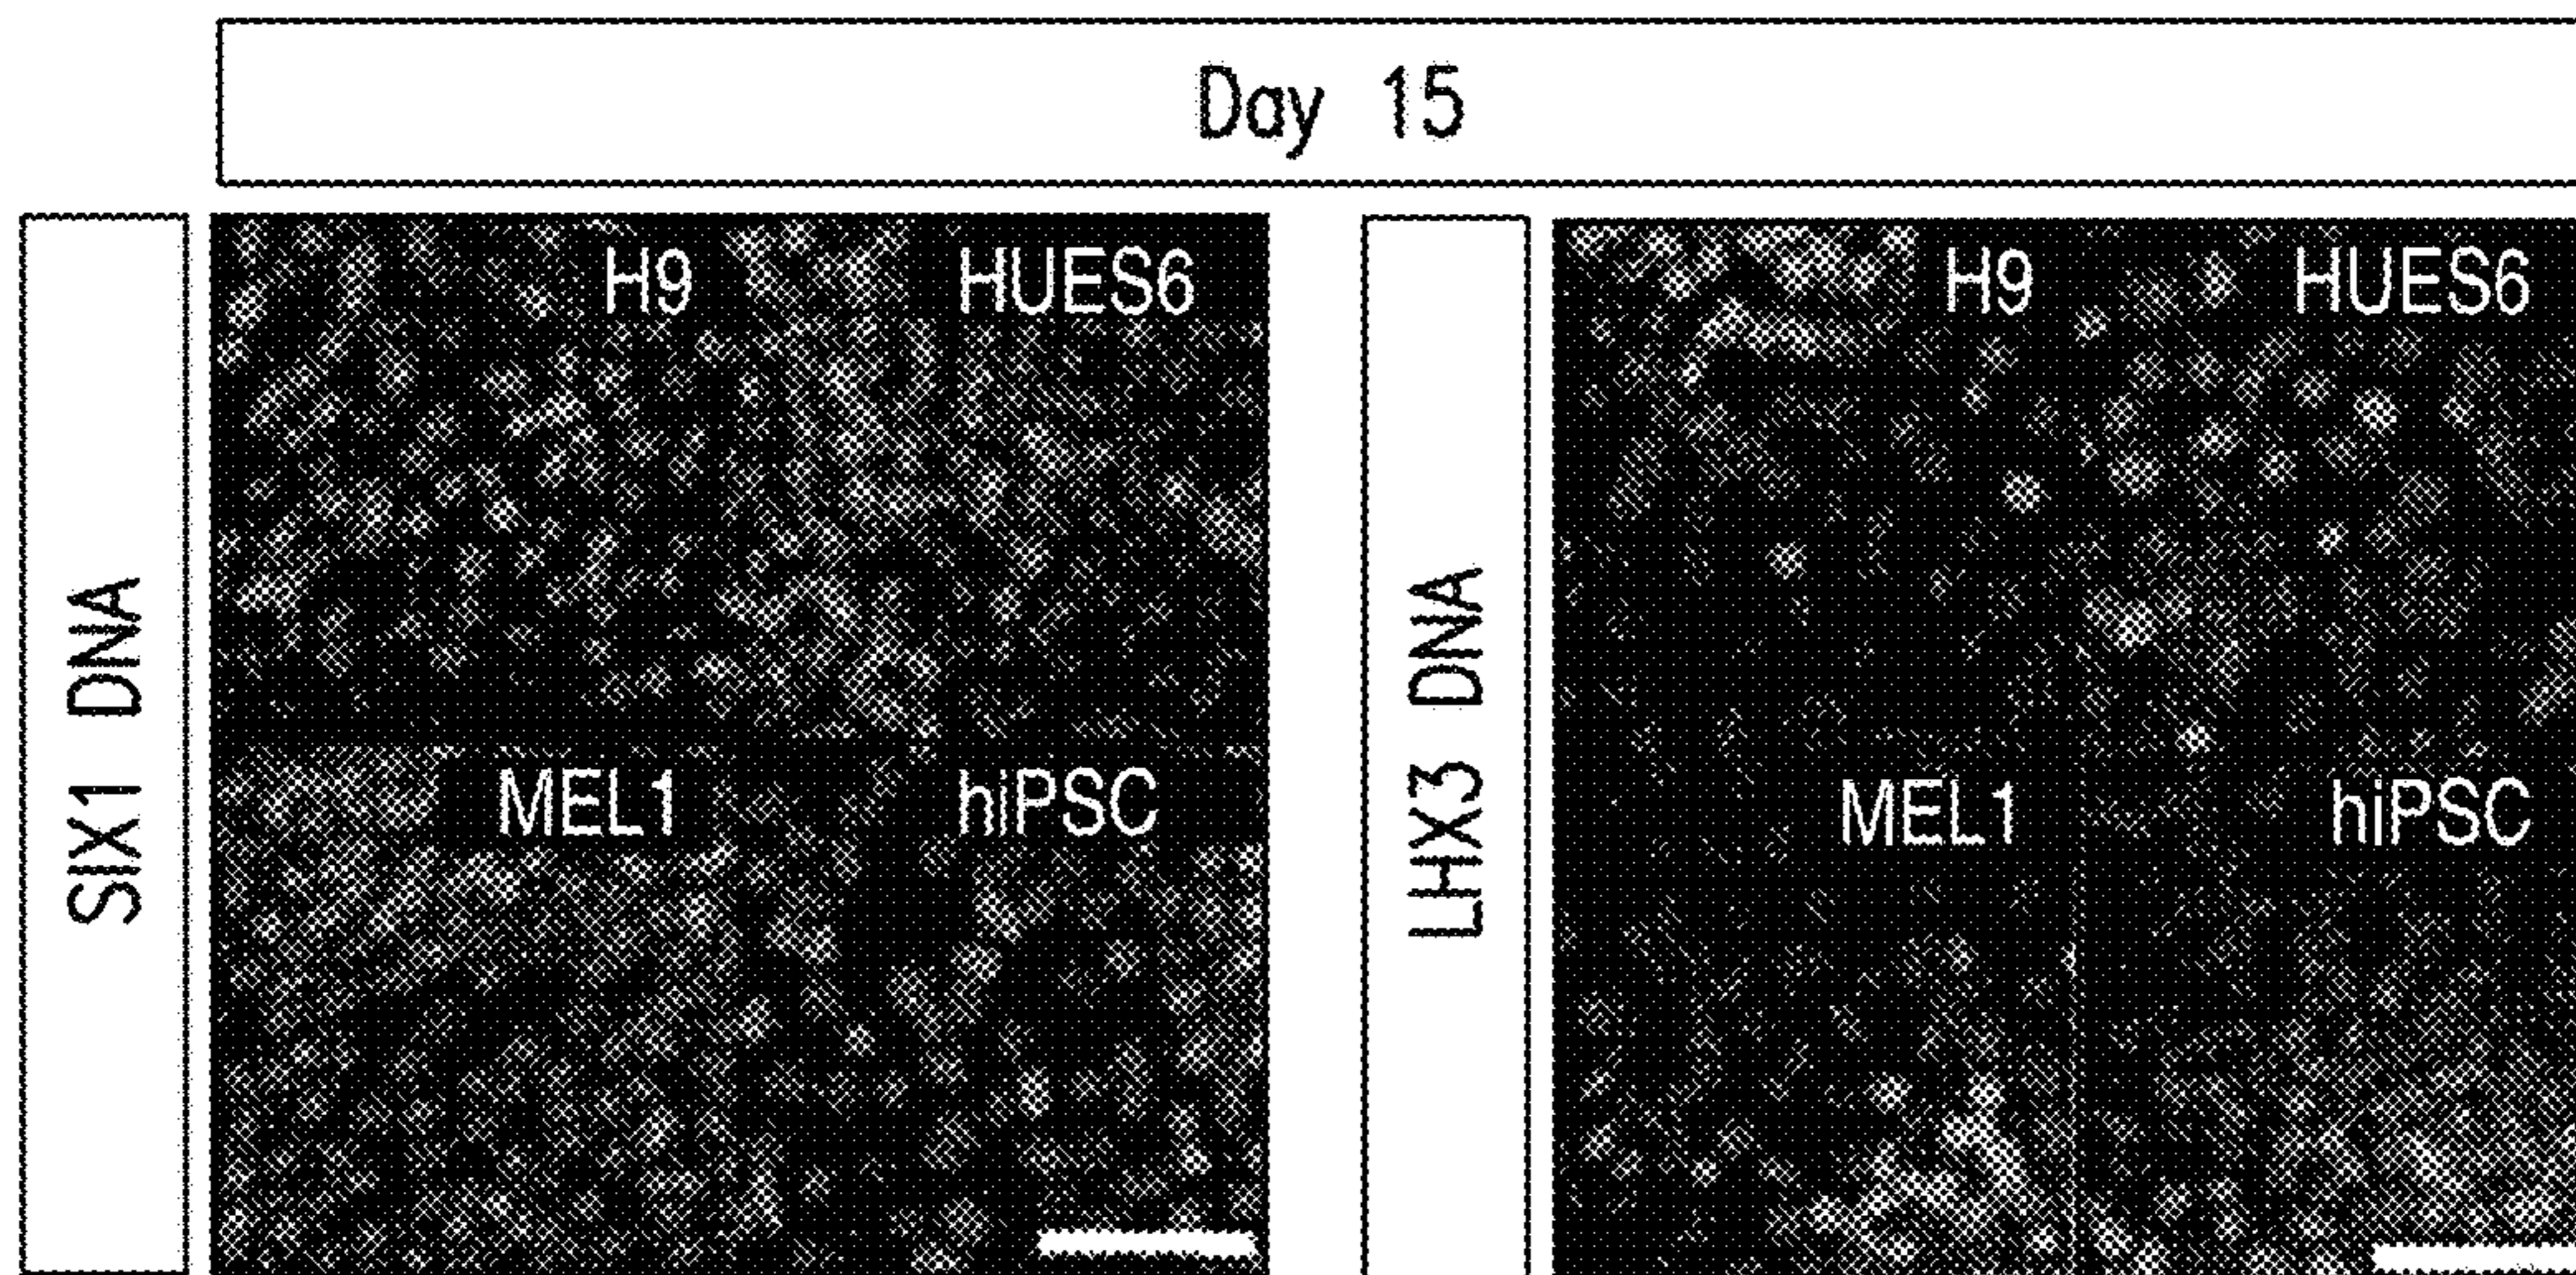 Day 15
SIX1 DNA
H9
HUES6
MEL1
hiPSC
LHX3 DNA
H9
HUES6
MEL1
hiPSC